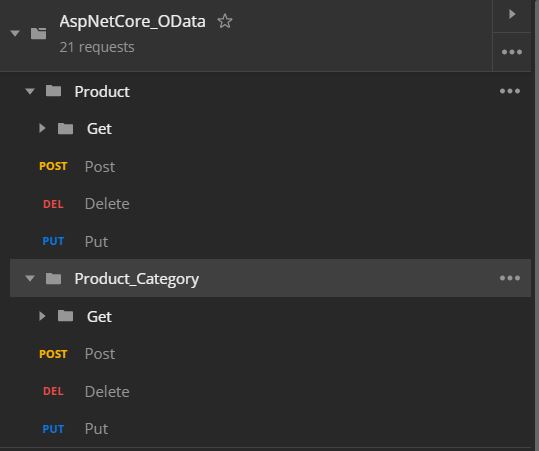 AspNetCore_OData
21 requests
Product
Get
POST Post
DEL Delete
PUT Put
Product_Category
Get
POST Post
DEL Delete
PUT Put